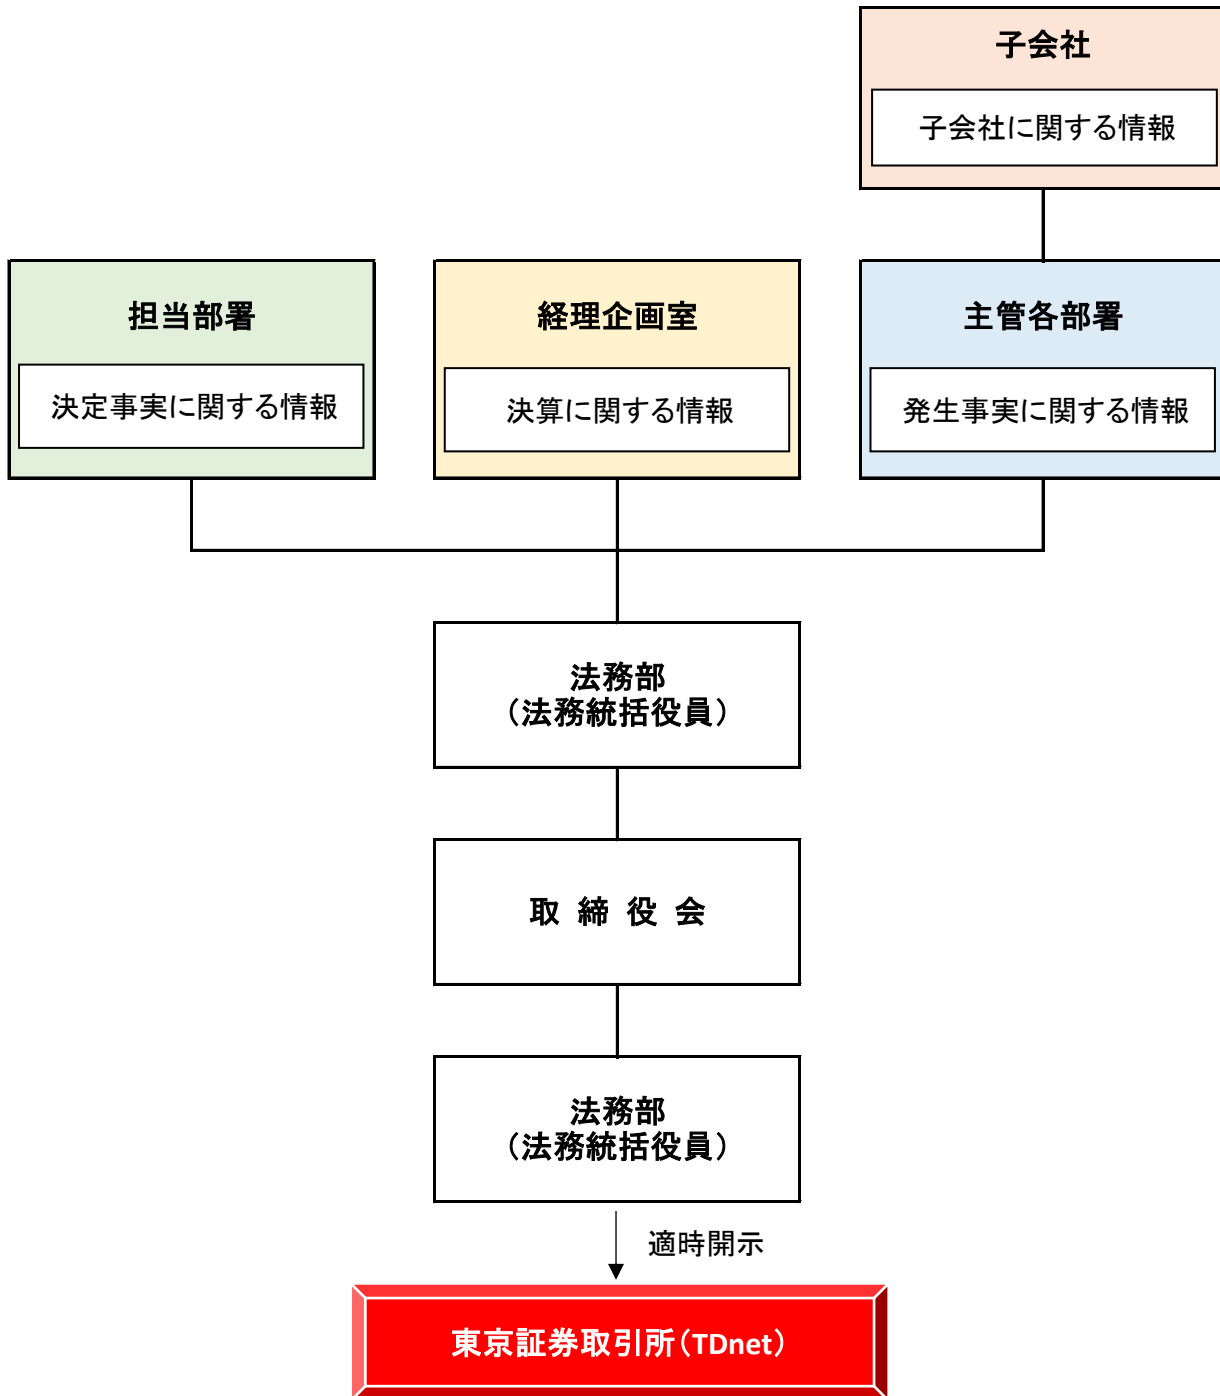 子会社
子会社に関する情報
担当部署
決定事実に関する情報
経理企画室
決算に関する情報
主管各部署
発生事実に関する情報
法務部
（法務統括役員）
取 締 役 会
法務部
（法務統括役員）
適時開示
東京証券取引所（TDnet）